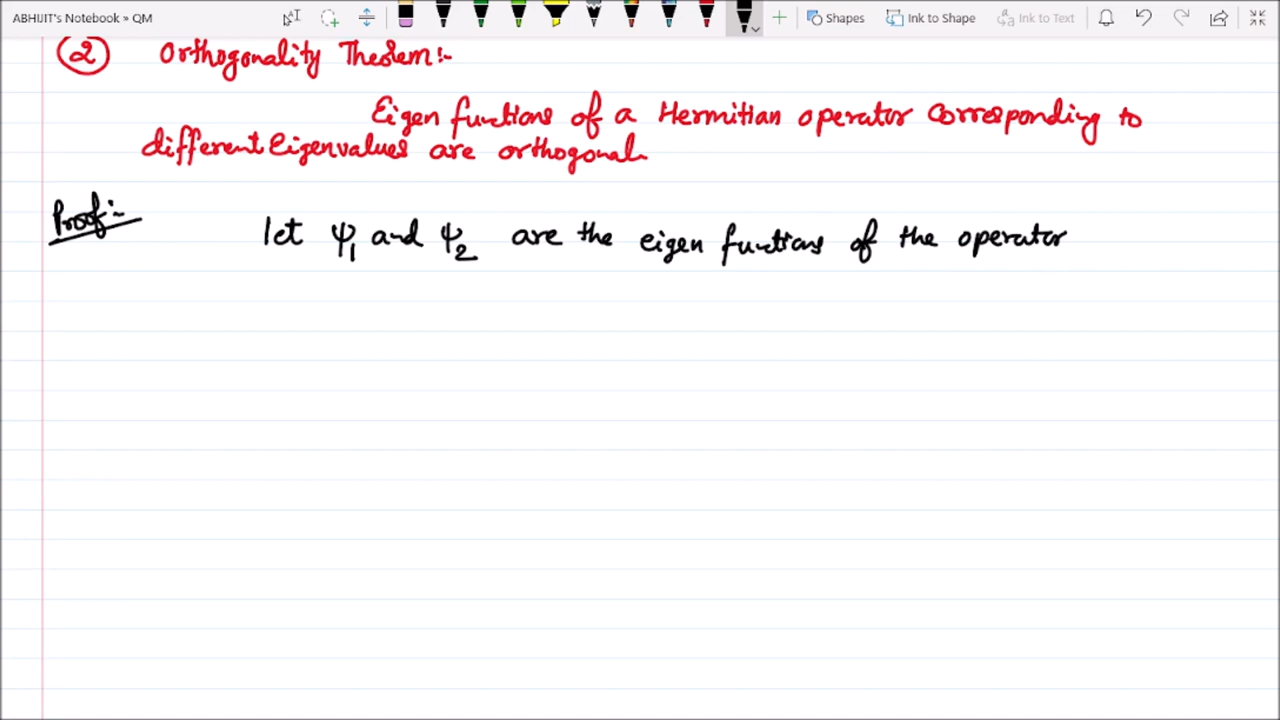 ABHIJIT's Notebook » QM
Shapes
Ink to Shape
Ink to Text
② Orthogonality Theorem:-
Eigen functions of a Hermitian operator Corresponding to
different Eigenvalues are orthogonal.
Proof:-
let ψ₁ and ψ₂ are the eigen functions of the operator